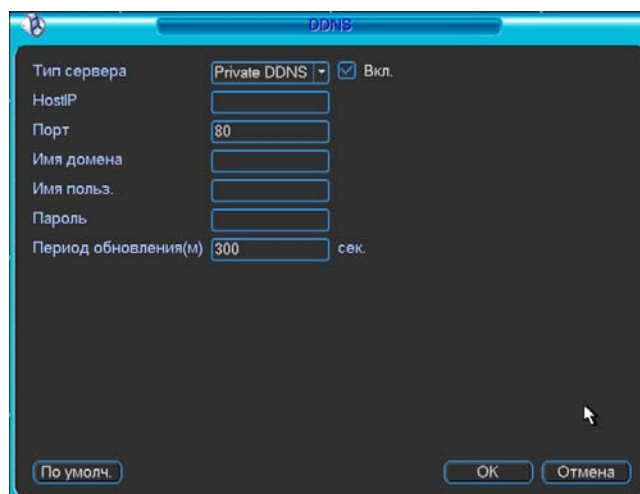 DDNS
Тип сервера Private DDNS Вкл.
HostIP
Порт 80
Имя домена
Имя польз.
Пароль
Период обновления(м) 300 сек.
По умолч. OK Отмена